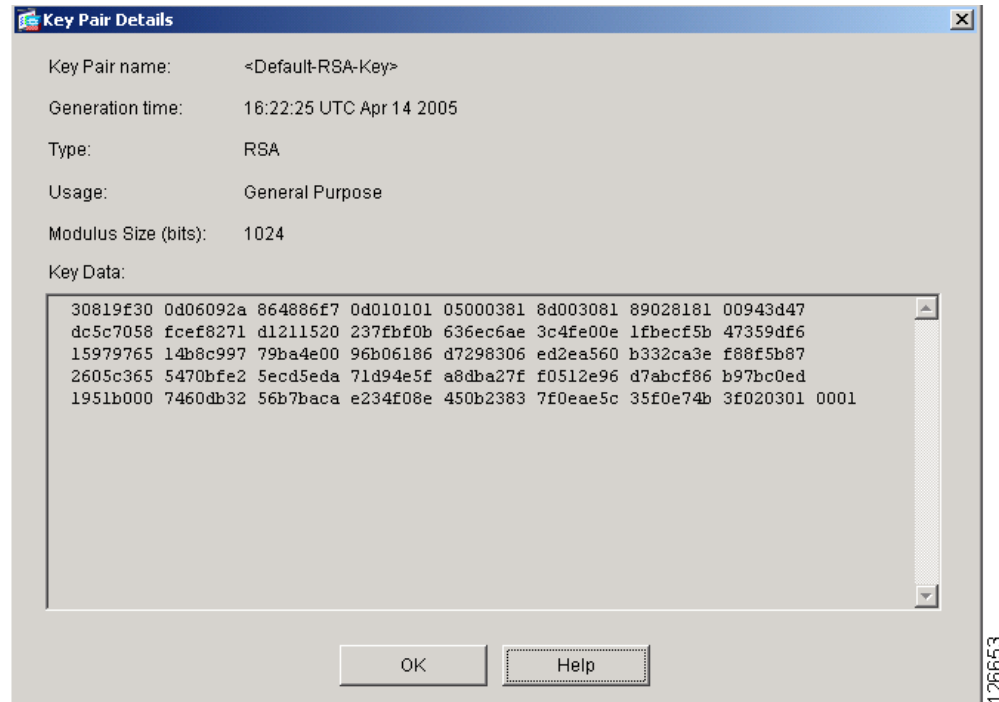 Key Pair Details
Key Pair name: <Default-RSA-Key>
Generation time: 16:22:25 UTC Apr 14 2005
Type: RSA
Usage: General Purpose
Modulus Size (bits): 1024
Key Data:
30819f30 0d06092a 864886f7 0d010101 05000381 8d003081 89028181 00943d47
dc5c7058 fcef8271 d1211520 237fbf0b 636ec6ae 3c4fe00e 1fbecf5b 47359df6
15979765 14b8c997 79ba4e00 96b06186 d7298306 ed2ea560 b332ca3e f88f5b87
2605c365 5470bfe2 5ecd5eda 71d94e5f a8dba27f f0512e96 d7abcf86 b97bc0ed
1951b000 7460db32 56b7baca e234f08e 450b2383 7f0eae5c 35f0e74b 3f020301 0001
OK Help
126653